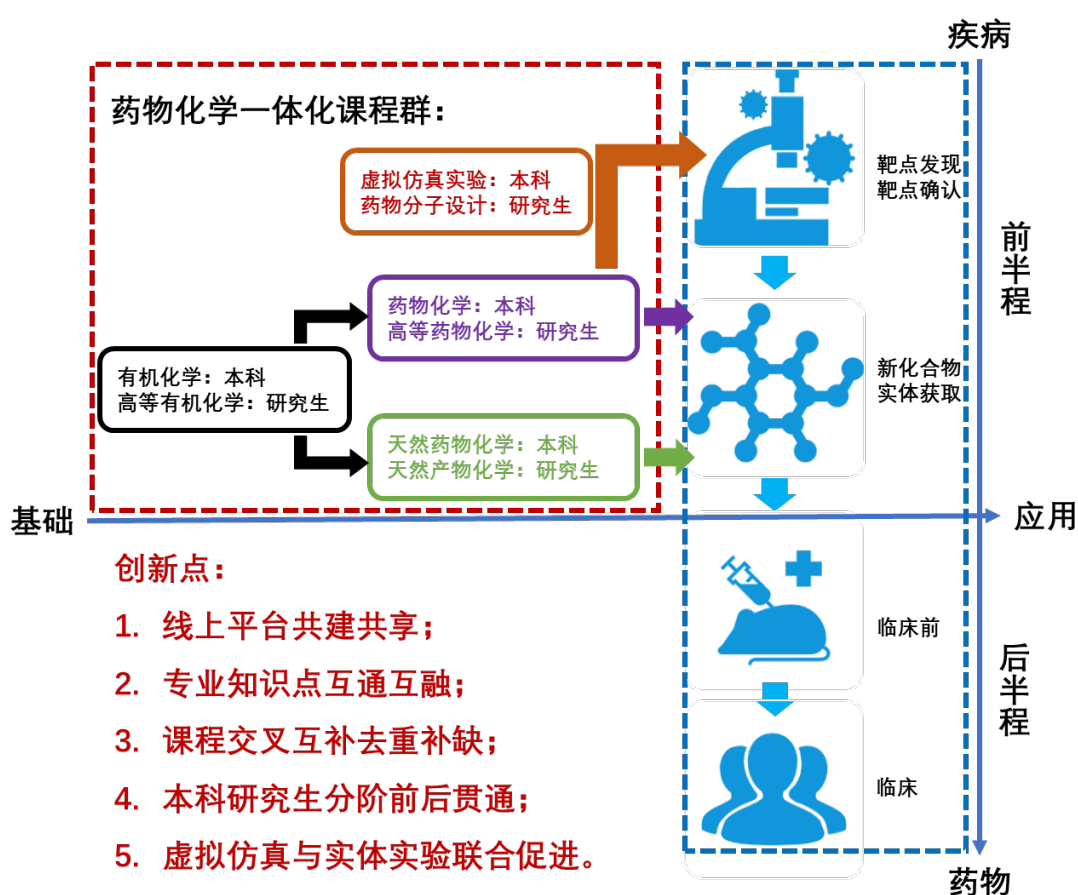 疾病
药物化学一体化课程群：
虚拟仿真实验：本科
药物分子设计：研究生
靶点发现
靶点确认
前半程
药物化学：本科
高等药物化学：研究生
有机化学：本科
高等有机化学：研究生
新化合物
实体获取
天然药物化学：本科
天然产物化学：研究生
基础
应用
创新点：
1. 线上平台共建共享；
2. 专业知识点互通互融；
3. 课程交叉互补去重补缺；
4. 本科研究生分阶前后贯通；
5. 虚拟仿真与实体实验联合促进。
临床前
后半程
临床
药物